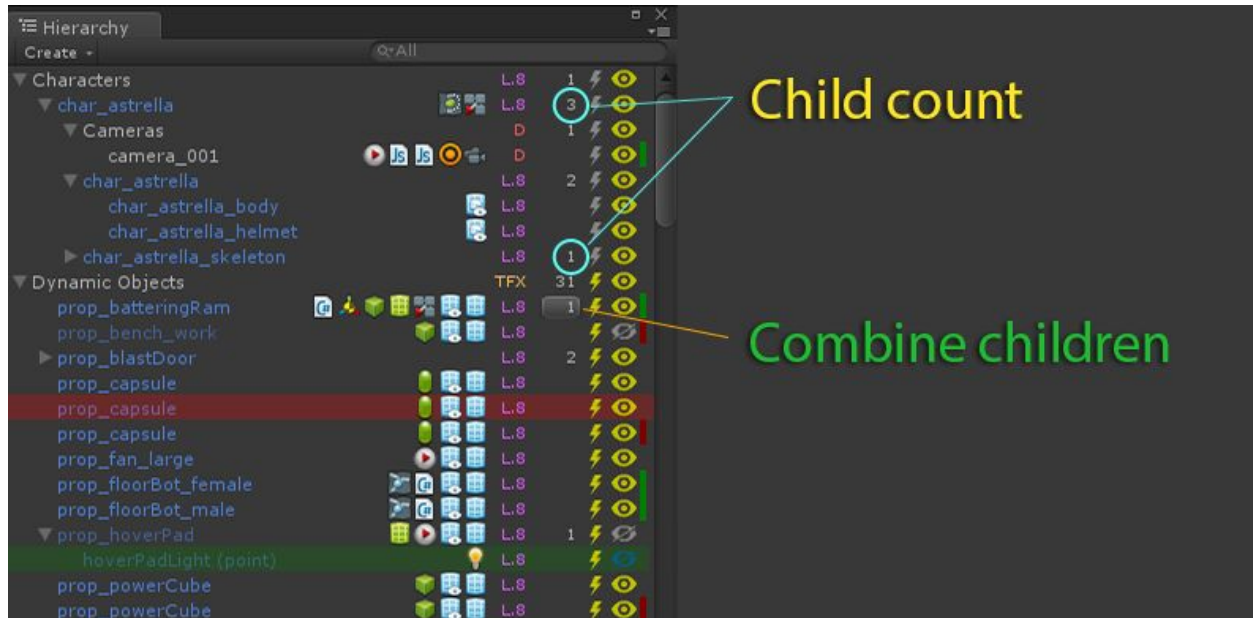 Hierarchy
Create All
Characters L.8 1
char_astrella L.8 3
Cameras D 1
camera_001 Js Js D
char_astrella L.8 2
char_astrella_body L.8
char_astrella_helmet L.8
char_astrella_skeleton L.8 1
Dynamic Objects TFX 31
prop_batteringRam C# L.8 1
prop_bench_work L.8
prop_blastDoor L.8 2
prop_capsule L.8
prop_capsule L.8
prop_capsule L.8
prop_fan_large L.8
prop_floorBot_female C# L.8
prop_floorBot_male C# L.8
prop_hoverPad L.8 1
hoverPadLight (point) L.8
prop_powerCube L.8
prop_powerCube L.8
Child count
Combine children